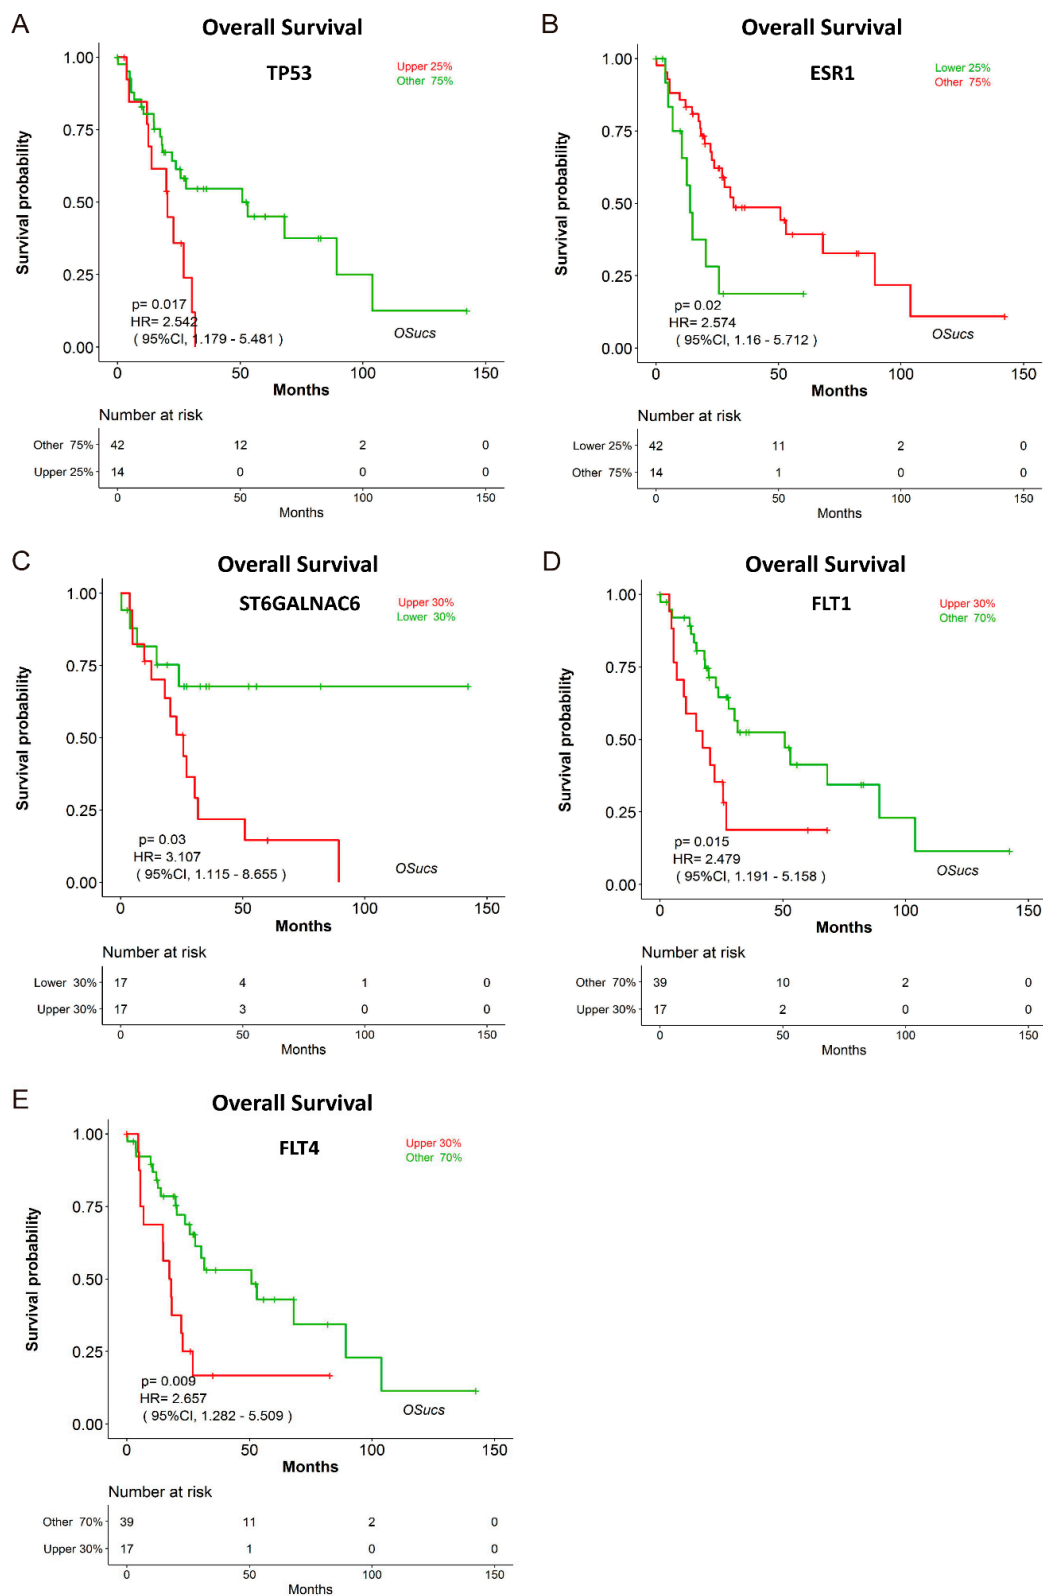 A
Overall Survival
TP53
Upper 25%
Other 75%
Survival probability
1.00
0.75
0.50
0.25
0.00
p= 0.017
HR= 2.542
( 95%CI, 1.179 - 5.481 )
OSucs
0 50 100 150
Months
Number at risk
Other 75% 42 12 2 0
Upper 25% 14 0 0 0
0 50 100 150
Months
B
Overall Survival
ESR1
Lower 25%
Other 75%
Survival probability
1.00
0.75
0.50
0.25
0.00
p= 0.02
HR= 2.574
( 95%CI, 1.16 - 5.712 )
OSucs
0 50 100 150
Months
Number at risk
Lower 25% 42 11 2 0
Other 75% 14 1 0 0
0 50 100 150
Months
C
Overall Survival
ST6GALNAC6
Upper 30%
Lower 30%
Survival probability
1.00
0.75
0.50
0.25
0.00
p= 0.03
HR= 3.107
( 95%CI, 1.115 - 8.655 )
OSucs
0 50 100 150
Months
Number at risk
Lower 30% 17 4 1 0
Upper 30% 17 3 0 0
0 50 100 150
Months
D
Overall Survival
FLT1
Upper 30%
Other 70%
Survival probability
1.00
0.75
0.50
0.25
0.00
p= 0.015
HR= 2.479
( 95%CI, 1.191 - 5.158 )
OSucs
0 50 100 150
Months
Number at risk
Other 70% 39 10 2 0
Upper 30% 17 2 0 0
0 50 100 150
Months
E
Overall Survival
FLT4
Upper 30%
Other 70%
Survival probability
1.00
0.75
0.50
0.25
0.00
p= 0.009
HR= 2.657
( 95%CI, 1.282 - 5.509 )
OSucs
0 50 100 150
Months
Number at risk
Other 70% 39 11 2 0
Upper 30% 17 1 0 0
0 50 100 150
Months